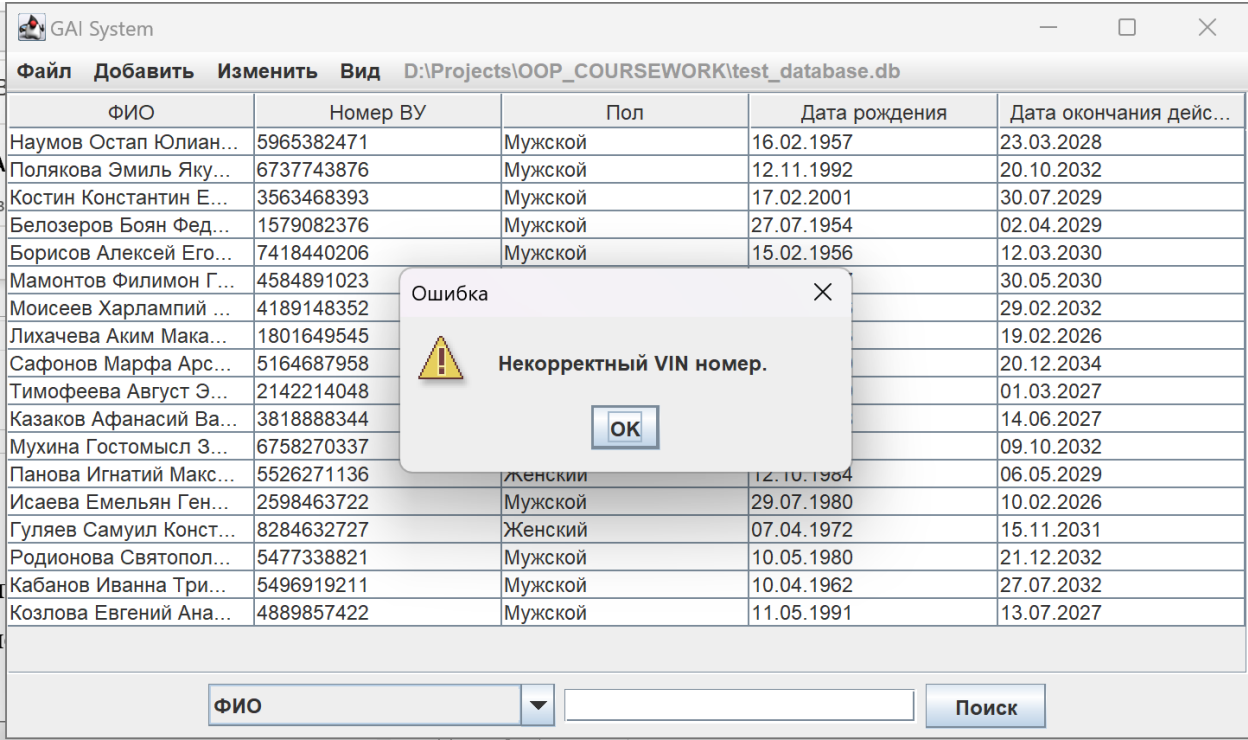 GAI System
Файл Добавить Изменить Вид D:\Projects\OOP_COURSEWORK\test_database.db
ФИО Номер ВУ Пол Дата рождения Дата окончания дейс...
Наумов Остап Юлиан... 5965382471 Мужской 16.02.1957 23.03.2028
Полякова Эмиль Яку... 6737743876 Мужской 12.11.1992 20.10.2032
Костин Константин Е... 3563468393 Мужской 17.02.2001 30.07.2029
Белозеров Боян Фед... 1579082376 Мужской 27.07.1954 02.04.2029
Борисов Алексей Его... 7418440206 Мужской 15.02.1956 12.03.2030
Мамонтов Филимон Г... 4584891023 30.05.2030
Моисеев Харлампий ... 4189148352 29.02.2032
Лихачева Аким Мака... 1801649545 19.02.2026
Сафонов Марфа Арс... 5164687958 20.12.2034
Тимофеева Август Э... 2142214048 01.03.2027
Казаков Афанасий Ва... 3818888344 14.06.2027
Мухина Гостомысл З... 6758270337 09.10.2032
Панова Игнатий Макс... 5526271136 Женский 12.10.1984 06.05.2029
Исаева Емельян Ген... 2598463722 Мужской 29.07.1980 10.02.2026
Гуляев Самуил Конст... 8284632727 Женский 07.04.1972 15.11.2031
Родионова Святопол... 5477338821 Мужской 10.05.1980 21.12.2032
Кабанов Иванна Три... 5496919211 Мужской 10.04.1962 27.07.2032
Козлова Евгений Ана... 4889857422 Мужской 11.05.1991 13.07.2027
Ошибка
Некорректный VIN номер.
OK
ФИО Поиск